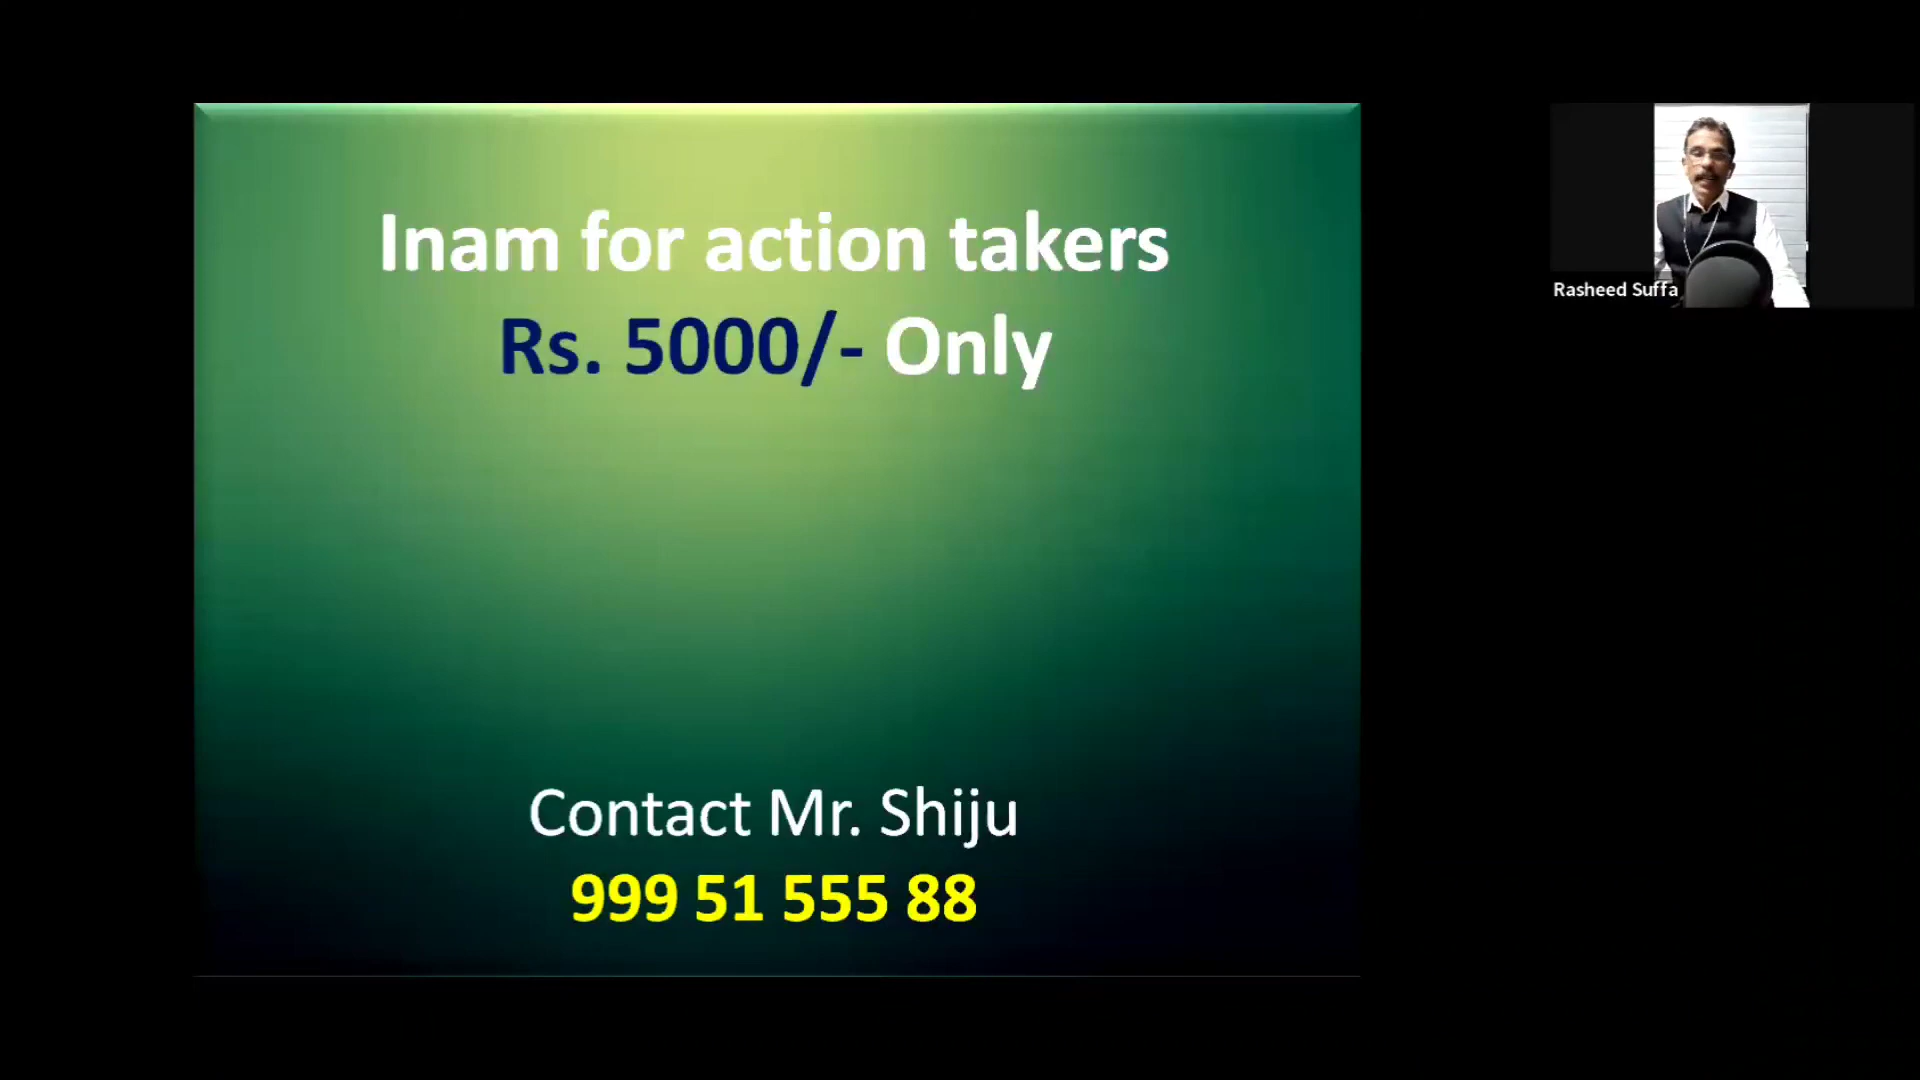 Inam for action takers
Rs. 5000/- Only
Contact Mr. Shiju
999 51 555 88
Rasheed Suffa